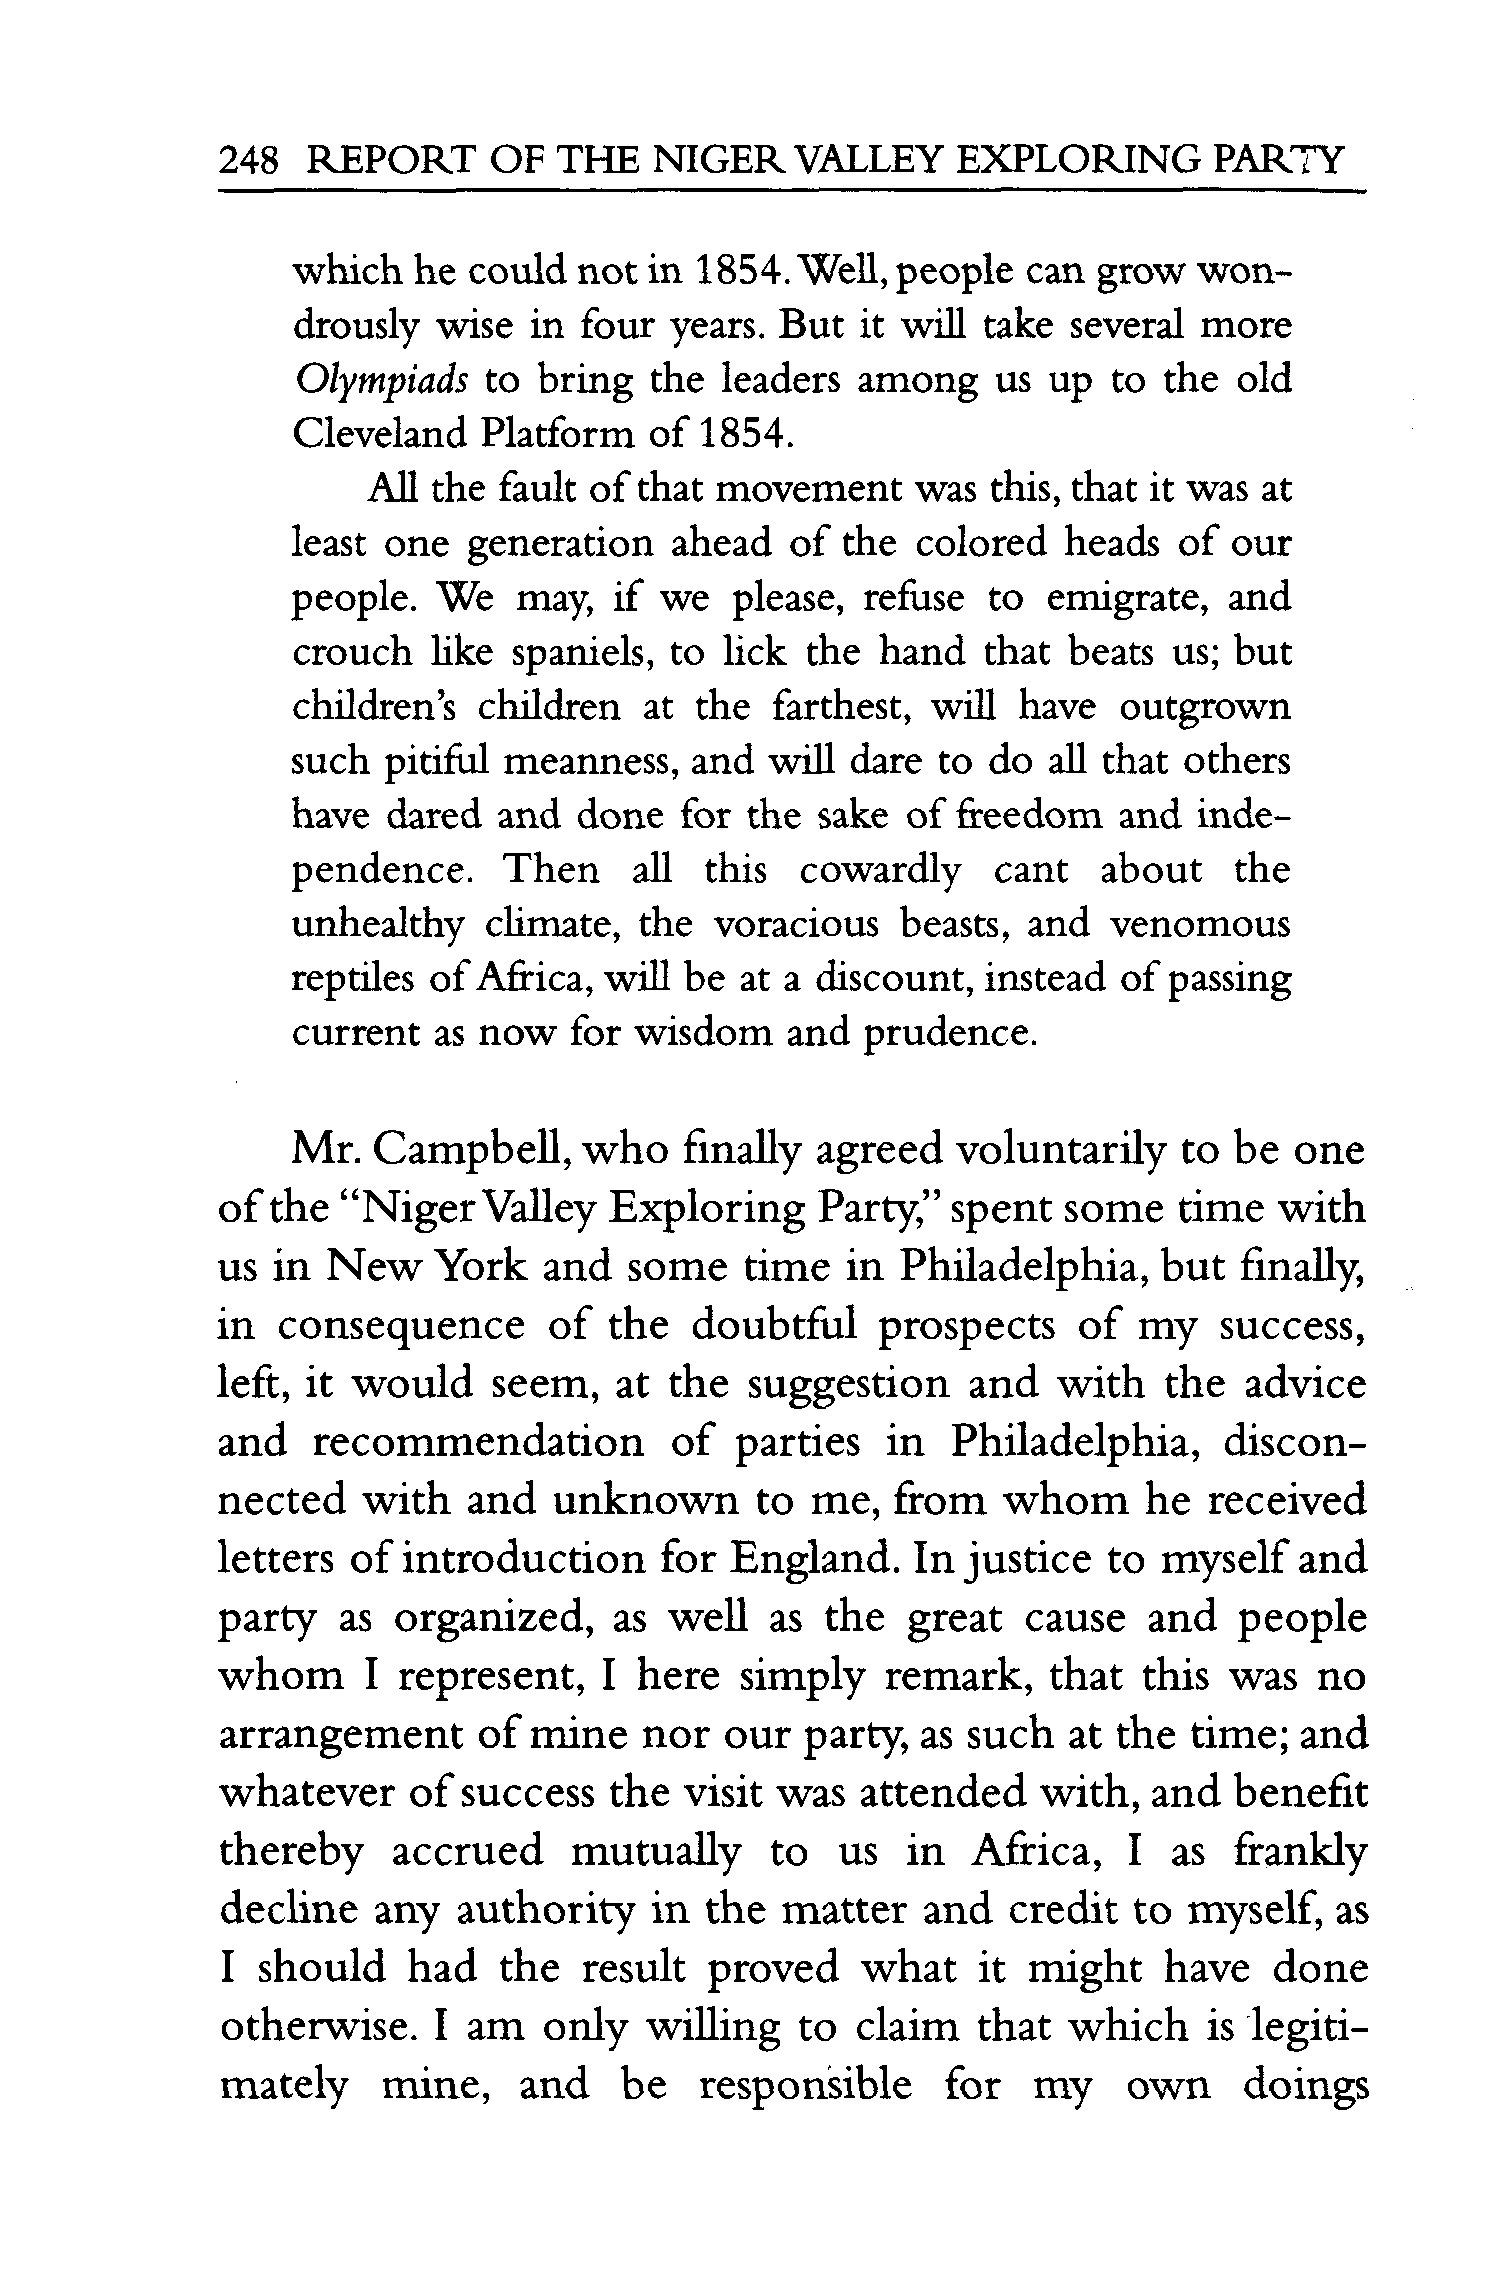 248 REPORT OF THE NIGER VALLEY EXPLORING PARTY
which he could not in 1854. Well, people can grow won-
drously wise in four years. But it will take several more
Olympiads to bring the leaders among us up to the old
Cleveland Platform of 1854.
All the fault of that movement was this, that it was at
least one generation ahead of the colored heads of our
people. We may, if we please, refuse to emigrate, and
crouch like spaniels, to lick the hand that beats us; but
children's children at the farthest, will have outgrown
such pitiful meanness, and will dare to do all that others
have dared and done for the sake of freedom and inde-
pendence. Then all this cowardly cant about the
unhealthy climate, the voracious beasts, and venomous
reptiles of Africa, will be at a discount, instead of passing
current as now for wisdom and prudence.
Mr. Campbell, who finally agreed voluntarily to be one
of the “Niger Valley Exploring Party,” spent some time with
us in New York and some time in Philadelphia, but finally,
in consequence of the doubtful prospects of my success,
left, it would seem, at the suggestion and with the advice
and recommendation of parties in Philadelphia, discon-
nected with and unknown to me, from whom he received
letters of introduction for England. In justice to myself and
party as organized, as well as the great cause and people
whom I represent, I here simply remark, that this was no
arrangement of mine nor our party, as such at the time; and
whatever of success the visit was attended with, and benefit
thereby accrued mutually to us in Africa, I as frankly
decline any authority in the matter and credit to myself, as
I should had the result proved what it might have done
otherwise. I am only willing to claim that which is legiti-
mately mine, and be responsible for my own doings